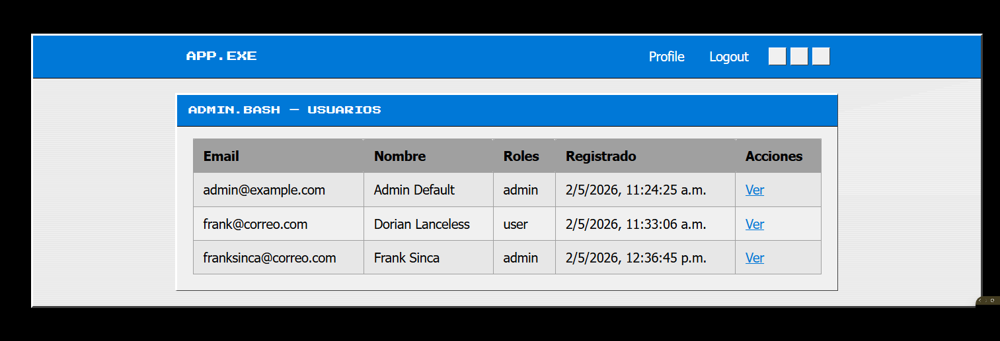 APP.EXE Profile Logout
ADMIN.BASH — USUARIOS
Email Nombre Roles Registrado Acciones
admin@example.com Admin Default admin 2/5/2026, 11:24:25 a.m. Ver
frank@correo.com Dorian Lanceless user 2/5/2026, 11:33:06 a.m. Ver
franksinca@correo.com Frank Sinca admin 2/5/2026, 12:36:45 p.m. Ver